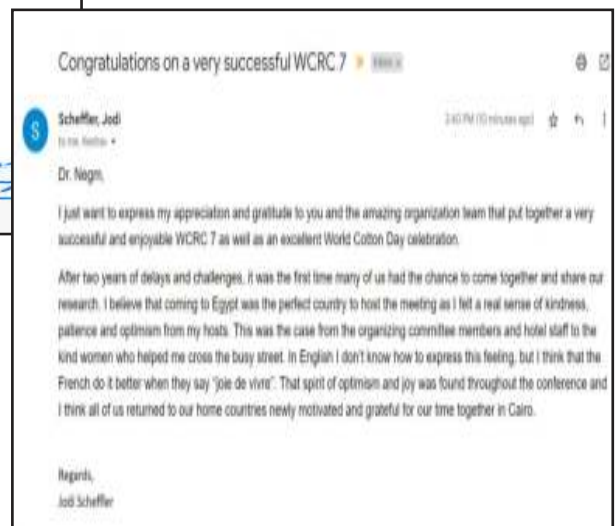 Congratulations on a very successful WCRC 7
S
Scheffler, Jodi
2:40 PM (10 minutes ago)
to me,
Dr. Negm,
I just want to express my appreciation and gratitude to you and the amazing organization team that put together a very
successful and enjoyable WCRC 7 as well as an excellent World Cotton Day celebration.
After two years of delays and challenges, it was the first time many of us had the chance to come together and share our
research. I believe that coming to Egypt was the perfect country to host the meeting as I felt a real sense of kindness,
patience and optimism from my hosts. This was the case from the organizing committee members and hotel staff to the
kind women who helped me cross the busy street. In English I don't know how to express this feeling, but I think that the
French do it better when they say "joie de vivre". That spirit of optimism and joy was found throughout the conference and
I think all of us returned to our home countries newly motivated and grateful for our time together in Cairo.
Regards,
Jodi Scheffler